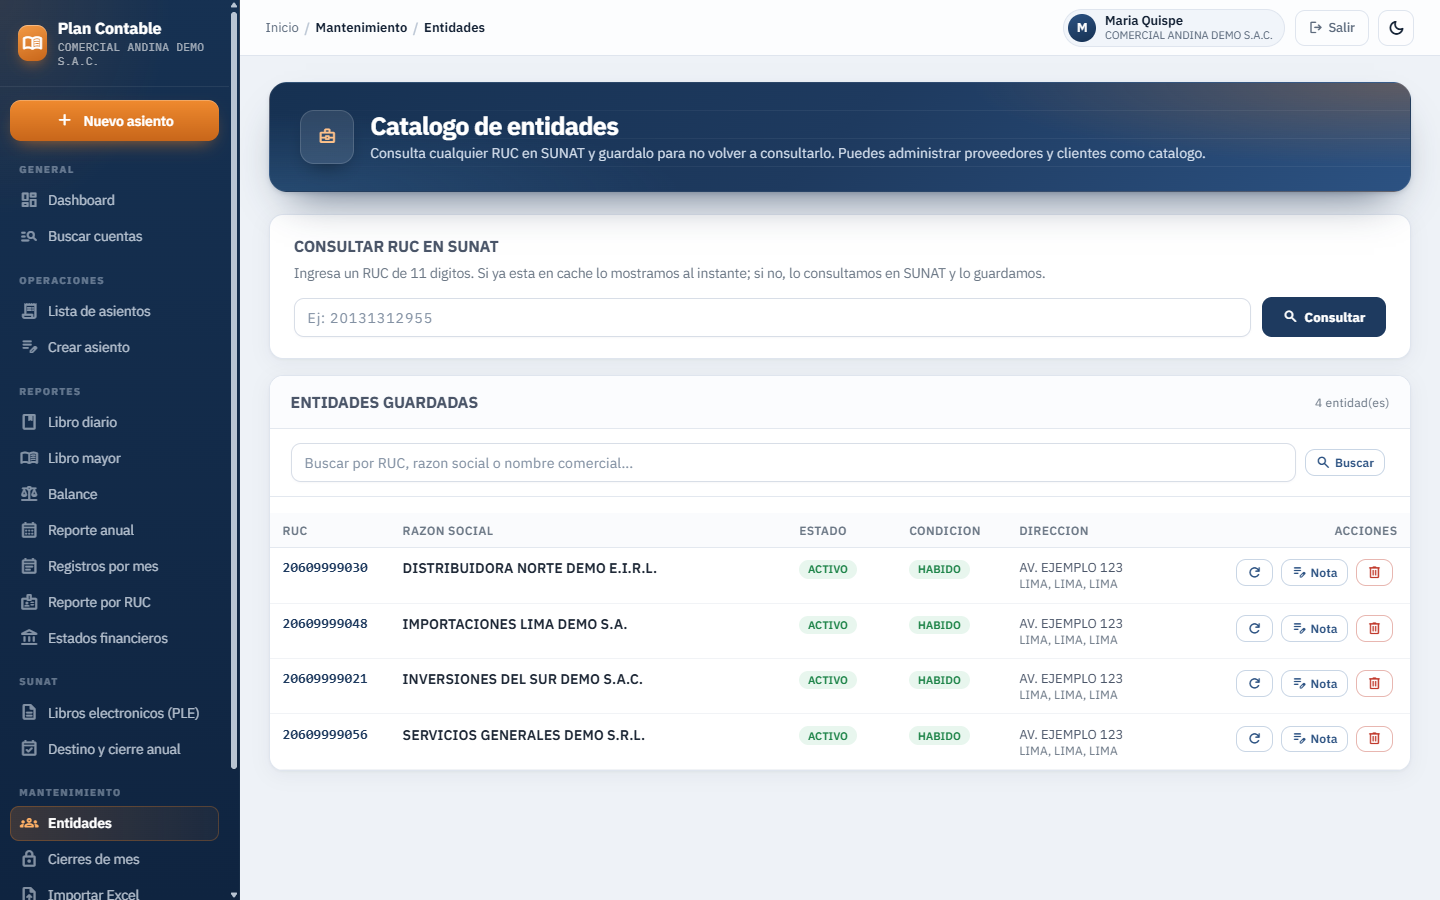 Plan Contable
COMERCIAL ANDINA DEMO
S.A.C.
Nuevo asiento
GENERAL
Dashboard
Buscar cuentas
OPERACIONES
Lista de asientos
Crear asiento
REPORTES
Libro diario
Libro mayor
Balance
Reporte anual
Registros por mes
Reporte por RUC
Estados financieros
SUNAT
Libros electronicos (PLE)
Destino y cierre anual
MANTENIMIENTO
Entidades
Cierres de mes
Importar Excel
Inicio / Mantenimiento / Entidades
M
Maria Quispe
COMERCIAL ANDINA DEMO S.A.C.
Salir
Catalogo de entidades
Consulta cualquier RUC en SUNAT y guardalo para no volver a consultarlo. Puedes administrar proveedores y clientes como catalogo.
CONSULTAR RUC EN SUNAT
Ingresa un RUC de 11 digitos. Si ya esta en cache lo mostramos al instante; si no, lo consultamos en SUNAT y lo guardamos.
Ej: 20131312955
Consultar
ENTIDADES GUARDADAS
4 entidad(es)
Buscar por RUC, razon social o nombre comercial...
Buscar
RUC RAZON SOCIAL ESTADO CONDICION DIRECCION ACCIONES
20609999030 DISTRIBUIDORA NORTE DEMO E.I.R.L. ACTIVO HABIDO AV. EJEMPLO 123 Nota
LIMA, LIMA, LIMA
20609999048 IMPORTACIONES LIMA DEMO S.A. ACTIVO HABIDO AV. EJEMPLO 123 Nota
LIMA, LIMA, LIMA
20609999021 INVERSIONES DEL SUR DEMO S.A.C. ACTIVO HABIDO AV. EJEMPLO 123 Nota
LIMA, LIMA, LIMA
20609999056 SERVICIOS GENERALES DEMO S.R.L. ACTIVO HABIDO AV. EJEMPLO 123 Nota
LIMA, LIMA, LIMA